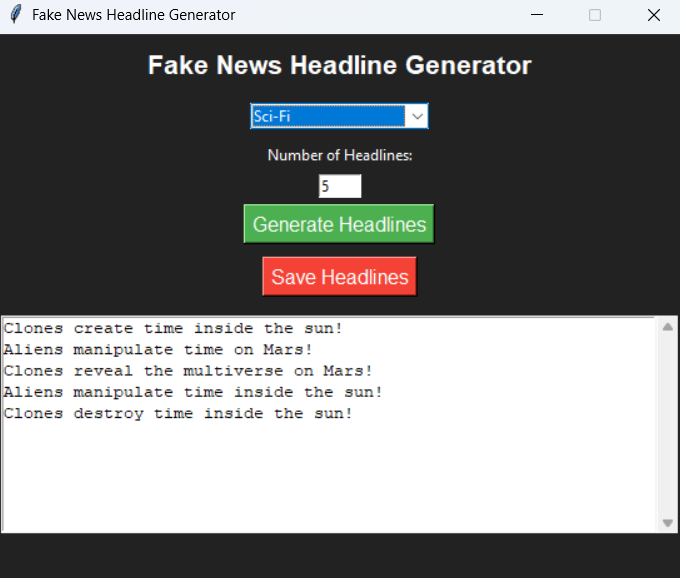 Fake News Headline Generator
Fake News Headline Generator
Sci-Fi
Number of Headlines:
5
Generate Headlines
Save Headlines
Clones create time inside the sun!
Aliens manipulate time on Mars!
Clones reveal the multiverse on Mars!
Aliens manipulate time inside the sun!
Clones destroy time inside the sun!